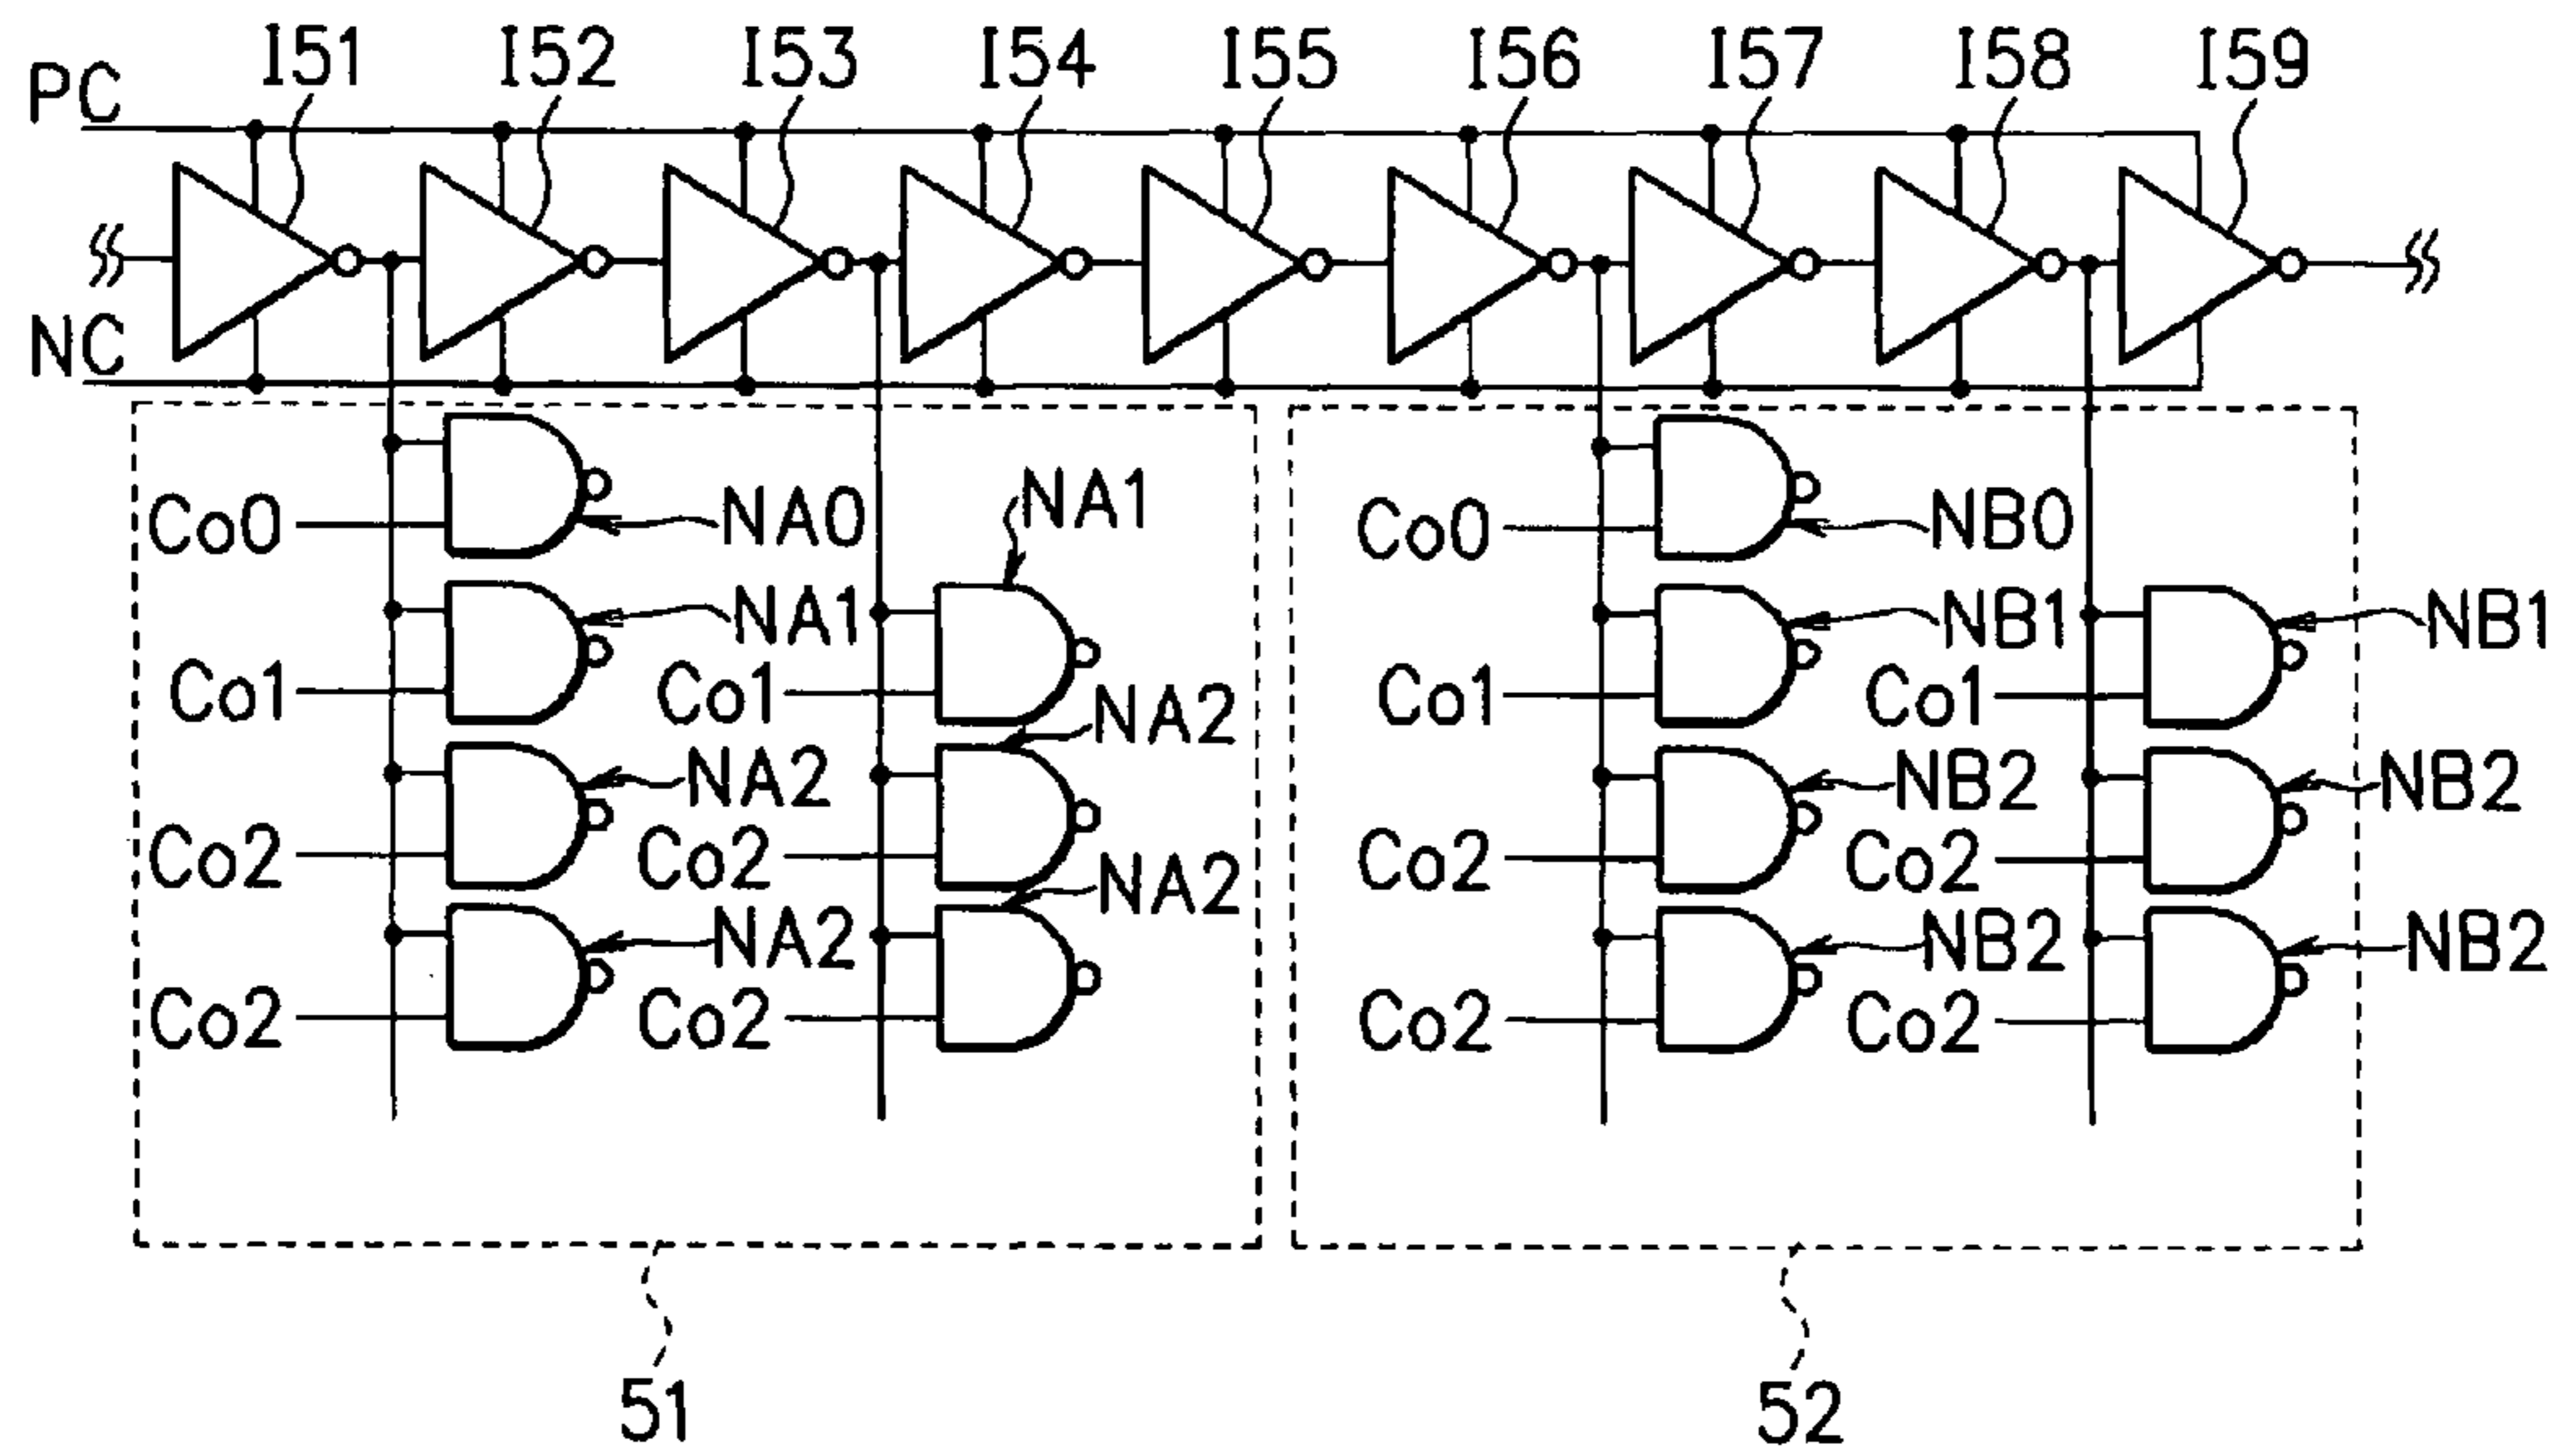 PC I51 I52 I53 I54 I55 I56 I57 I58 I59
NC
Co0 NA0 NA1 Co0 NB0
Co1 NA1 Co1 Co1 NB1 Co1 NB1
NA2
Co2 NA2 Co2 Co2 NB2 Co2 NB2
NA2
Co2 NA2 Co2 Co2 NB2 Co2 NB2
51 52